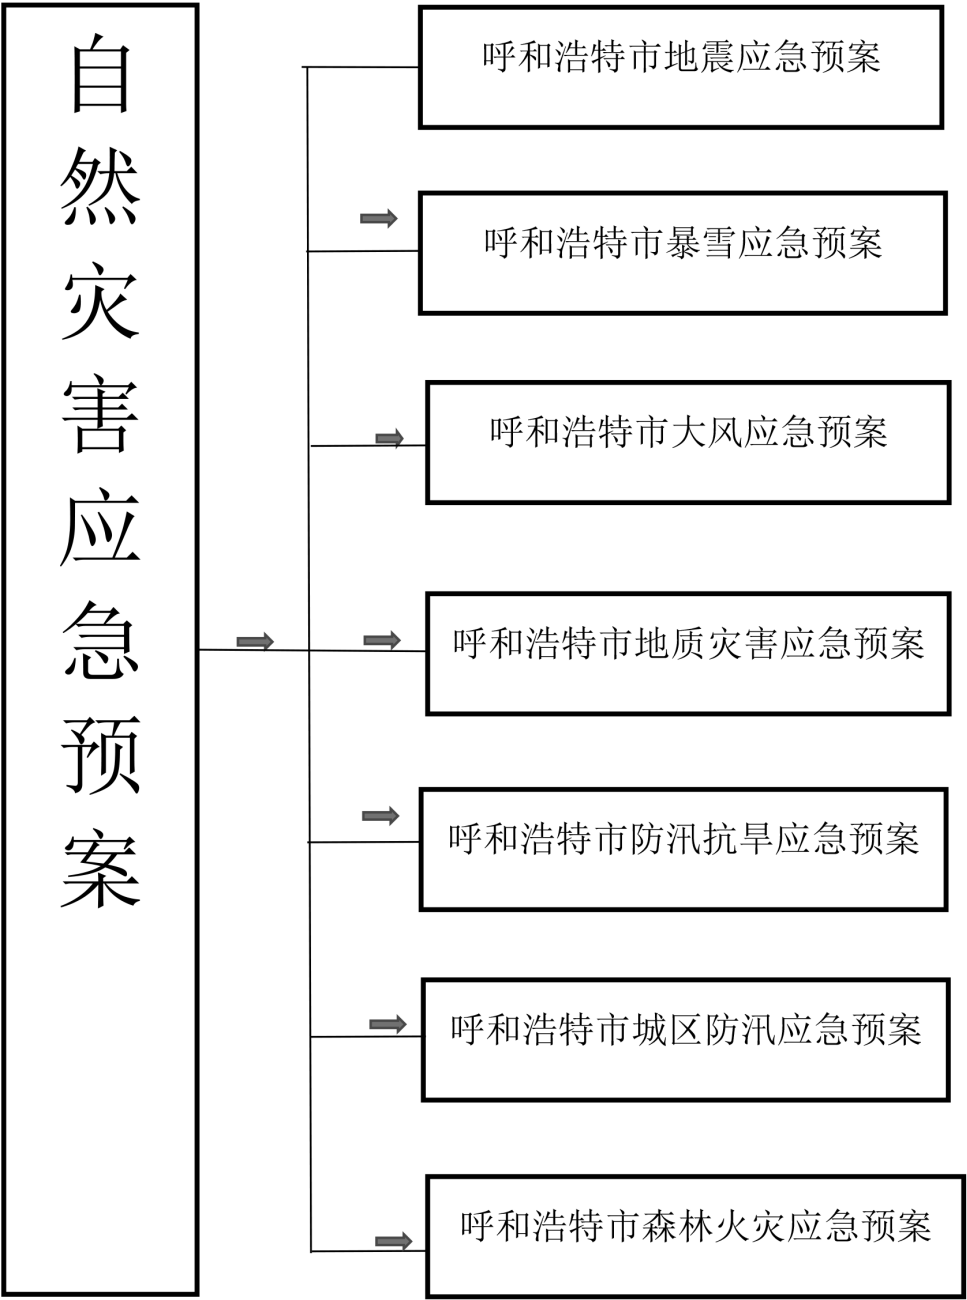 自然灾害应急预案
呼和浩特市地震应急预案
呼和浩特市暴雪应急预案
呼和浩特市大风应急预案
呼和浩特市地质灾害应急预案
呼和浩特市防汛抗旱应急预案
呼和浩特市城区防汛应急预案
呼和浩特市森林火灾应急预案